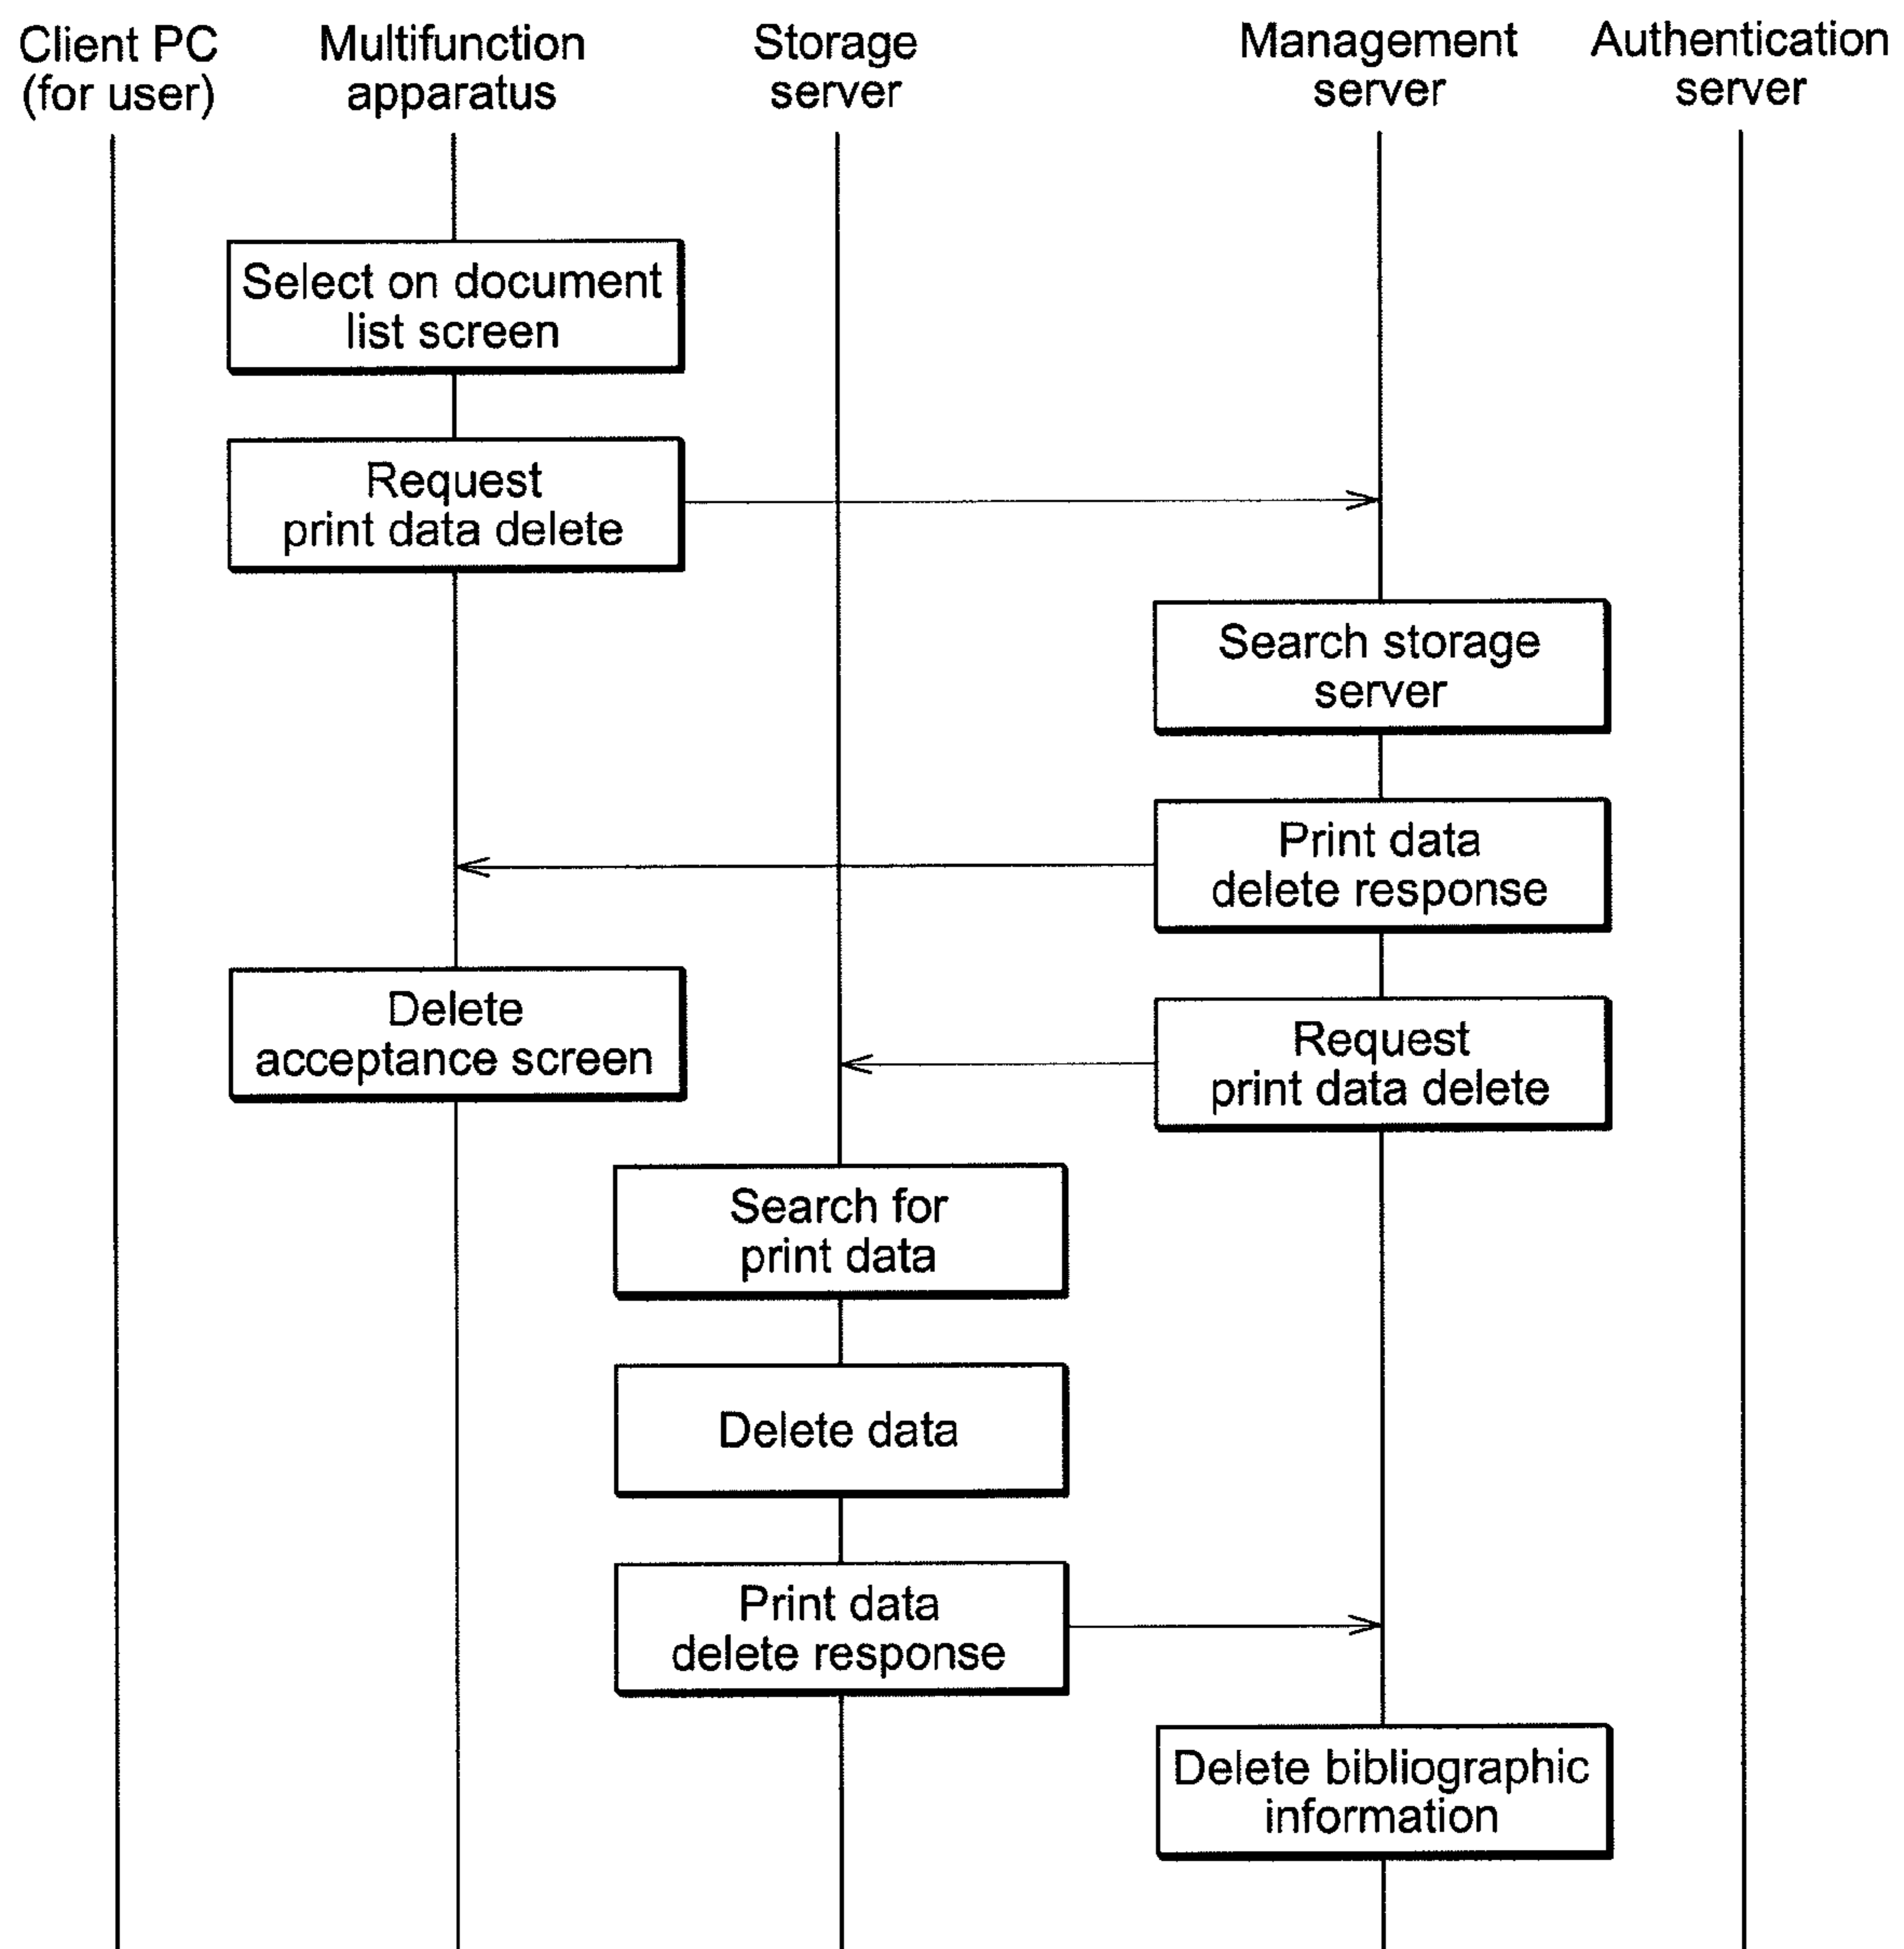 Client PC
(for user)
Multifunction
apparatus
Storage
server
Management
server
Authentication
server
Select on document
list screen
Request
print data delete
Search storage
server
Print data
delete response
Delete
acceptance screen
Request
print data delete
Search for
print data
Delete data
Print data
delete response
Delete bibliographic
information